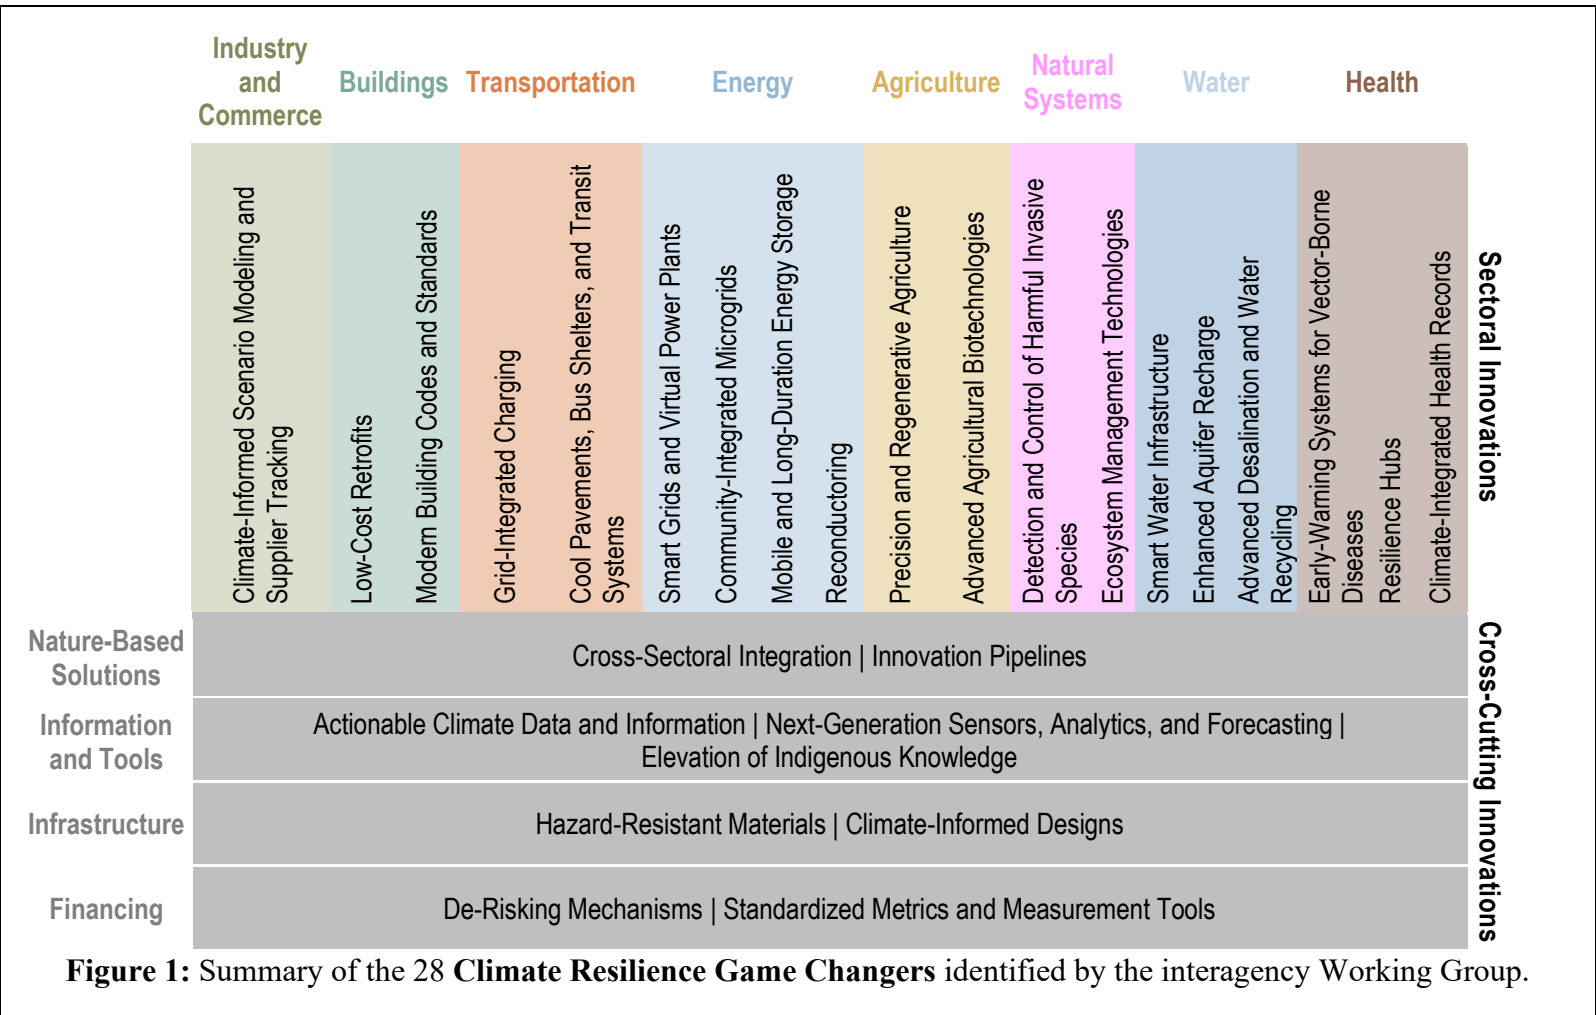 Industry
and
Commerce
Buildings
Transportation
Energy
Agriculture
Natural
Systems
Water
Health
Climate-Informed Scenario Modeling and
Supplier Tracking
Low-Cost Retrofits
Modern Building Codes and Standards
Grid-Integrated Charging
Cool Pavements, Bus Shelters, and Transit
Systems
Smart Grids and Virtual Power Plants
Community-Integrated Microgrids
Mobile and Long-Duration Energy Storage
Reconductoring
Precision and Regenerative Agriculture
Advanced Agricultural Biotechnologies
Detection and Control of Harmful Invasive
Species
Ecosystem Management Technologies
Smart Water Infrastructure
Enhanced Aquifer Recharge
Advanced Desalination and Water
Recycling
Early-Warning Systems for Vector-Borne
Diseases
Resilience Hubs
Climate-Integrated Health Records
Sectoral Innovations
Nature-Based
Solutions
Cross-Sectoral Integration | Innovation Pipelines
Information
and Tools
Actionable Climate Data and Information | Next-Generation Sensors, Analytics, and Forecasting |
Elevation of Indigenous Knowledge
Infrastructure
Hazard-Resistant Materials | Climate-Informed Designs
Financing
De-Risking Mechanisms | Standardized Metrics and Measurement Tools
Cross-Cutting Innovations
Figure 1: Summary of the 28 Climate Resilience Game Changers identified by the interagency Working Group.